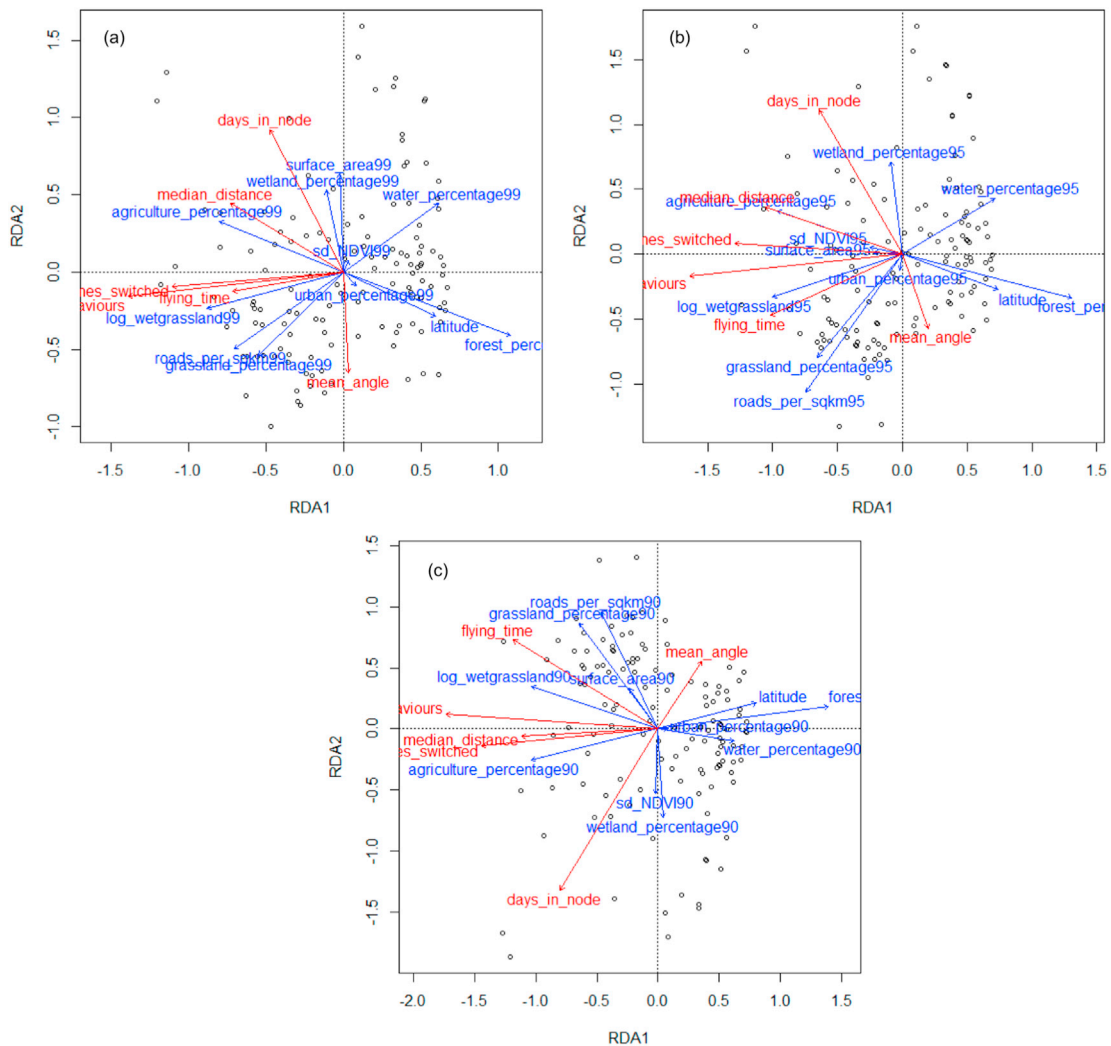 (a)
days_in_node
surface_area99
wetland_percentage99
median_distance
water_percentage99
agriculture_percentage99
sd_NDVI99
nes_switched
flying_time
aviours
urban_percentage99
log_wetgrassland99
latitude
forest_perc
roads_per_sqkm99
grassland_percentage99
mean_angle
RDA2
1.5
1.0
0.5
0.0
-0.5
-1.0
-1.5 -1.0 -0.5 0.0 0.5 1.0
RDA1
(b)
days_in_node
wetland_percentage95
median_distance
water_percentage95
agriculture_percentage95
sd_NDVI95
nes_switched
surface_area95
aviours
urban_percentage95
log_wetgrassland95
latitude
forest_per
flying_time
mean_angle
grassland_percentage95
roads_per_sqkm95
RDA2
1.5
1.0
0.5
0.0
-0.5
-1.0
-1.5 -1.0 -0.5 0.0 0.5 1.0 1.5
RDA1
(c)
roads_per_sqkm90
grassland_percentage90
flying_time
mean_angle
log_wetgrassland90
surface_area90
latitude
fores
aviours
urban_percentage90
median_distance
es_switched
water_percentage90
agriculture_percentage90
sd_NDVI90
wetland_percentage90
days_in_node
RDA2
1.5
1.0
0.5
0.0
-0.5
-1.0
-1.5
-2.0 -1.5 -1.0 -0.5 0.0 0.5 1.0 1.5
RDA1